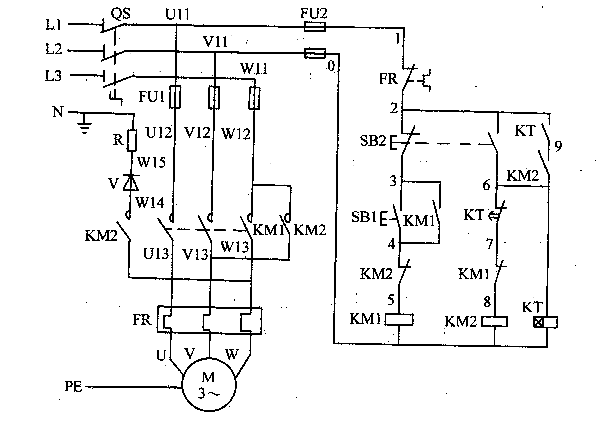 L1 QS U11 FU2 1
L2 V11 0
L3 W11 FR
FU1 2
N
R U12 V12 W12 SB2 KT 9
W15 3 KM2
V 6
W14 SB1 KM1 KT
KM2 W13 KM1 KM2 4 7
U13 V13 KM2 KM1
5 8 KT
FR KM1 KM2
U V W
PE M
3～